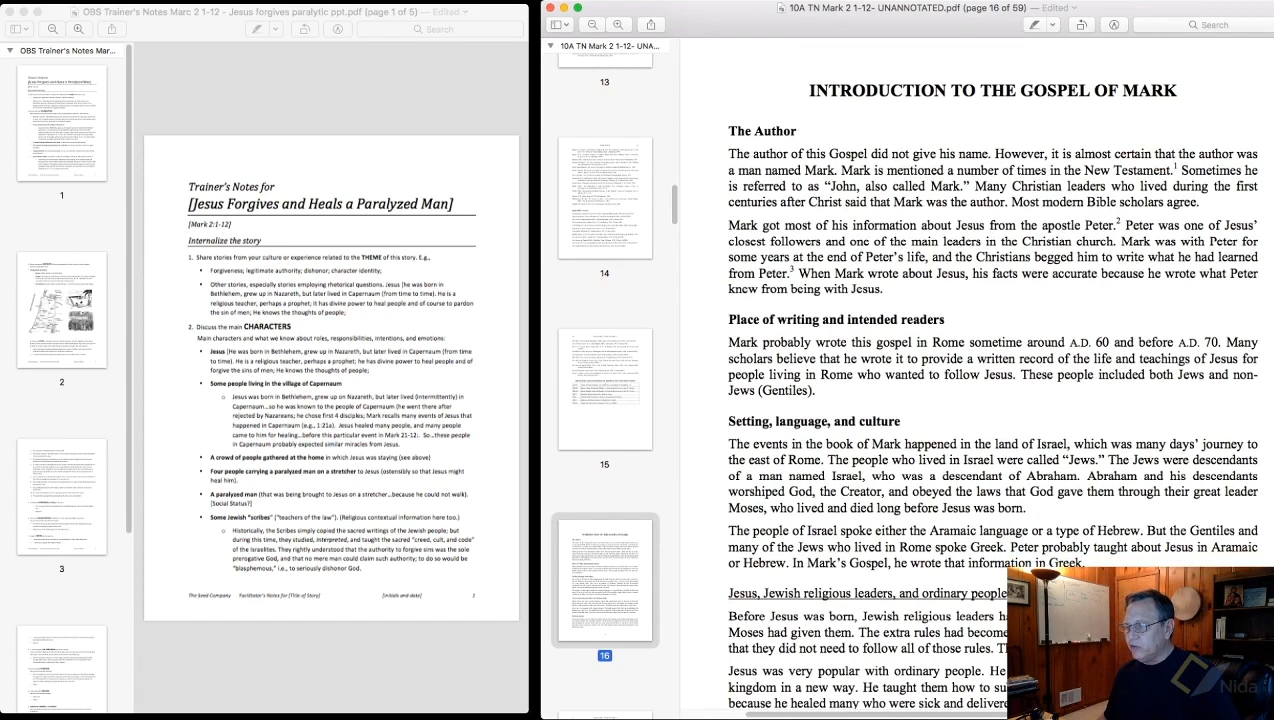 OBS Trainer's Notes Marc 2 1-12 - Jesus forgives paralytic ppt.pdf (page 1 of 5) — Edited
Search
OBS Trainer's Notes Mar...
1
2
3
Trainer's Notes for
[Jesus Forgives and Heals a Paralyzed Man]
[Mark 2:1-12]
Internalize the story
1. Share stories from your culture or experience related to the THEME of this story. E.g.,
• Forgiveness; legitimate authority; dishonor; character identity;
• Other stories, especially stories employing rhetorical questions. Jesus [he was born in
Bethlehem, grew up in Nazareth, but later lived in Capernaum (from time to time). He is a
religious teacher, perhaps a prophet; it has divine power to heal people and of course to pardon
the sin of men; He knows the thoughts of people;
2. Discuss the main CHARACTERS
Main characters and what we know about roles, responsibilities, intentions, and emotions:
• Jesus [He was born in Bethlehem, grew up in Nazareth, but later lived in Capernaum (from time
to time). He is a religious teacher, perhaps a prophet; he has divine power to heal people and of
forgive the sins of men; He knows the thoughts of people;
• Some people living in the village of Capernaum
o Jesus was born in Bethlehem, grew up on Nazareth, but later lived (intermittently) in
Capernaum...so he was known to the people of Capernaum (he went there after
rejected by Nazareans; he chose first 4 disciples; Mark recalls many events of Jesus that
happened in Capernaum (e.g., 1:21a). Jesus healed many people, and many people
came to him for healing...before this particular event in Mark 21-12. So...these people
in Capernaum probably expected similar miracles from Jesus.
• A crowd of people gathered at the home in which Jesus was staying (see above)
• Four people carrying a paralyzed man on a stretcher to Jesus (ostensibly so that Jesus might
heal him).
• A paralyzed man (that was being brought to Jesus on a stretcher...because he could not walk).
[Social Status?]
• Some Jewish "scribes" ("teachers of the law"). (Religious contextual information here too.)
o Historically, the Scribes simply copied the sacred writings of the Jewish people; but
during this time, they studied, interpreted, and taught the sacred "creed, cult, and code"
of the Israelites. They rightly understood that the authority to forgive sins was the sole
prerogative God, and that no mere man could claim such authority; to do so would be
"blasphemous," i.e., to seriously dishonor God.
The Seed Company Facilitator's Notes for [Title of Story] [initials and date] 1
10A TN Mark 2 1-12- UNANNOTATED.pdf (page 16 of 59) — Edited
Search
10A TN Mark 2 1-12- UNA...
13
14
15
16
INTRODUCTION TO THE GOSPEL OF MARK
The Author
The author of this Gospel did not give his name. However, it is almost certain that the author was
a man named Mark. Mark is mentioned a number of times in the New Testament.1 Sometimes he
is referred to as “John, also called Mark.” Many Christian leaders who lived during the first
centuries after Christ said that Mark was the author. Most modern Bible scholars agree.
Mark got most of his information about Jesus from the apostle Peter.2 Peter was one of Jesus’
closest followers and one of the main leaders in the Christian church. Mark was with Peter for
some years at the end of Peter’s life, and the Christians begged him to write what he had learned
from Peter.3 When Mark wrote about Jesus, his facts were accurate because he wrote what Peter
knew from being with Jesus.
Place of writing and intended readers
Mark probably wrote this gospel in Rome sometime around A.D. 60 and before A.D. 70. Many
scholars believe that he wrote it to provide a written record of the life and teachings of Jesus for
people living in Rome who wanted to follow Jesus. These people included both Jews and non-
Jews (Gentiles).
Setting, language, and culture
The events in the book of Mark happened in the land of Israel, which was many days’ journey to
the east of Rome. The people who lived in Israel were called “Jews.” The Jews were descendants
of a man named Israel, who was a descendant of Abraham. Abraham and his descendants
worshiped God, the Creator, and obeyed the laws that God gave them through their great leader
Moses, who lived and died long before Jesus was born.
The people of Israel spoke either the Aramaic language or a type of Hebrew. But the Gentiles and
many of the Jews who lived in Rome spoke Greek. Peter probably taught about Jesus in Aramaic
or Hebrew. In Mark’s Gospel, he wrote that information in Greek.
Jesus, Jewish religious leaders, and ordinary people
Before Jesus was born, Jewish religious leaders
Moses had given them. The extra rules had become
that they did not need to follow all of those rules.
Jesus was very popular with ordinary people. He
kingdom in a new way. He taught them how to
because he healed many who were sick and
Nida